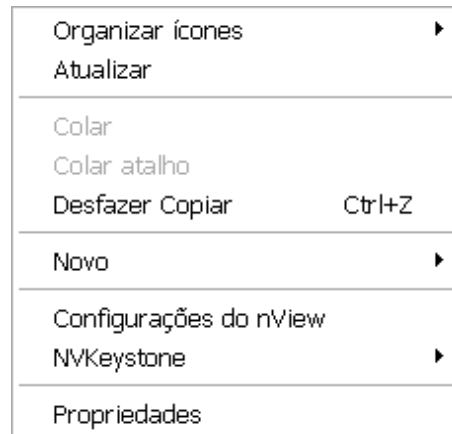 Organizar ícones
Atualizar
Colar
Colar atalho
Desfazer Copiar Ctrl+Z
Novo
Configurações do nView
NVKeystone
Propriedades